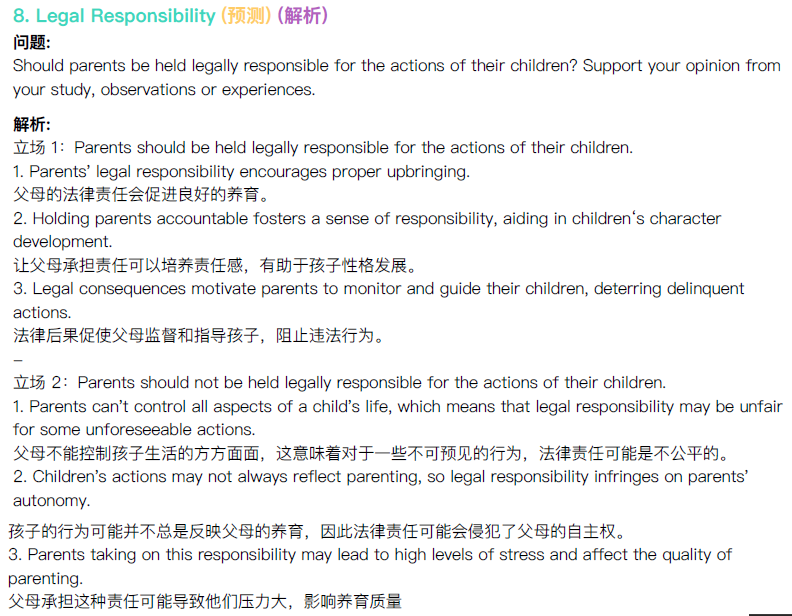 8. Legal Responsibility (预测) (解析)
问题:
Should parents be held legally responsible for the actions of their children? Support your opinion from
your study, observations or experiences.
解析:
立场 1：Parents should be held legally responsible for the actions of their children.
1. Parents’ legal responsibility encourages proper upbringing.
父母的法律责任会促进良好的养育。
2. Holding parents accountable fosters a sense of responsibility, aiding in children‘s character
development.
让父母承担责任可以培养责任感，有助于孩子性格发展。
3. Legal consequences motivate parents to monitor and guide their children, deterring delinquent
actions.
法律后果促使父母监督和指导孩子，阻止违法行为。
–
立场 2：Parents should not be held legally responsible for the actions of their children.
1. Parents can’t control all aspects of a child’s life, which means that legal responsibility may be unfair
for some unforeseeable actions.
父母不能控制孩子生活的方方面面，这意味着对于一些不可预见的行为，法律责任可能是不公平的。
2. Children’s actions may not always reflect parenting, so legal responsibility infringes on parents’
autonomy.
孩子的行为可能并不总是反映父母的养育，因此法律责任可能会侵犯了父母的自主权。
3. Parents taking on this responsibility may lead to high levels of stress and affect the quality of
parenting.
父母承担这种责任可能导致他们压力大，影响养育质量